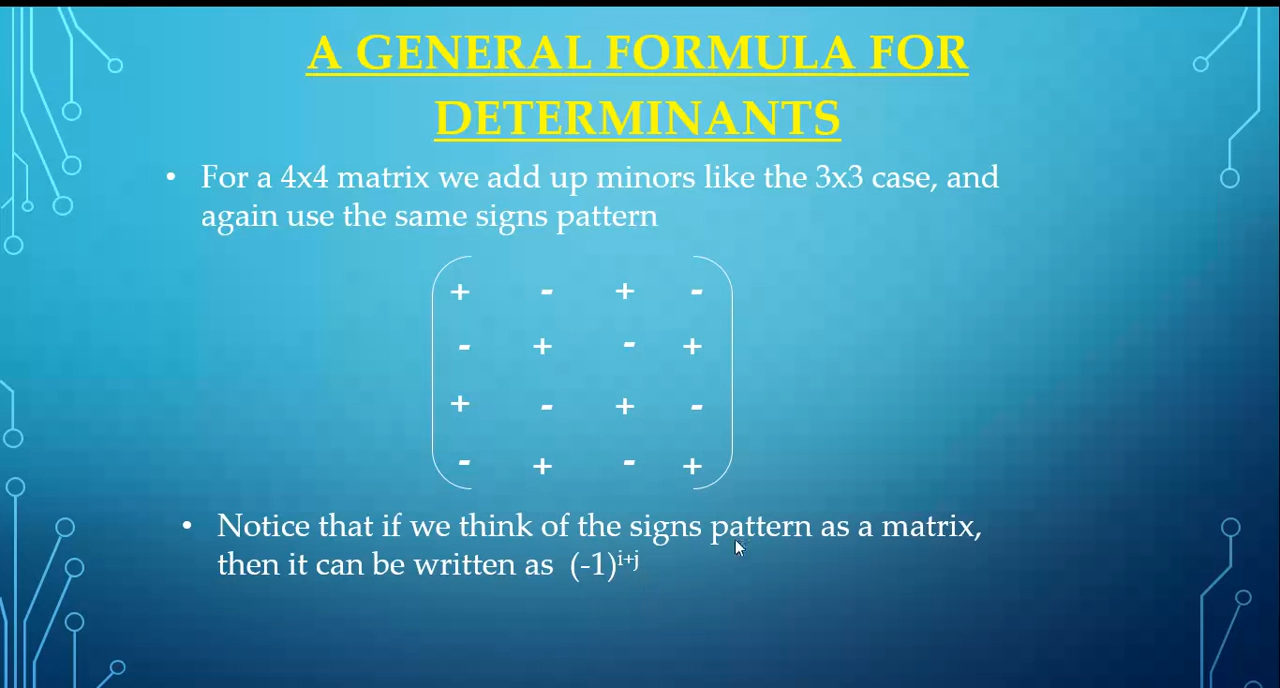 A GENERAL FORMULA FOR
DETERMINANTS
• For a 4x4 matrix we add up minors like the 3x3 case, and
again use the same signs pattern
+ - + -
- + - +
+ - + -
- + - +
• Notice that if we think of the signs pattern as a matrix,
then it can be written as (-1)^{i+j}